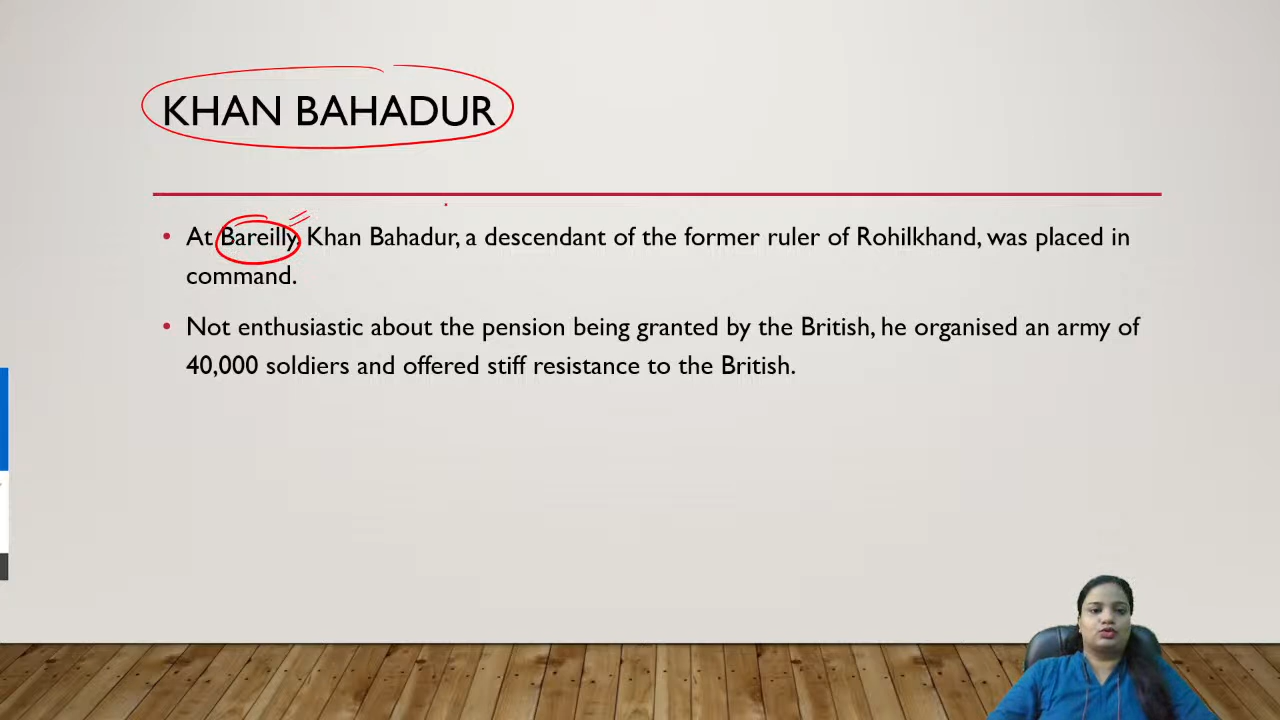 KHAN BAHADUR
• At Bareilly, Khan Bahadur, a descendant of the former ruler of Rohilkhand, was placed in
command.
• Not enthusiastic about the pension being granted by the British, he organised an army of
40,000 soldiers and offered stiff resistance to the British.